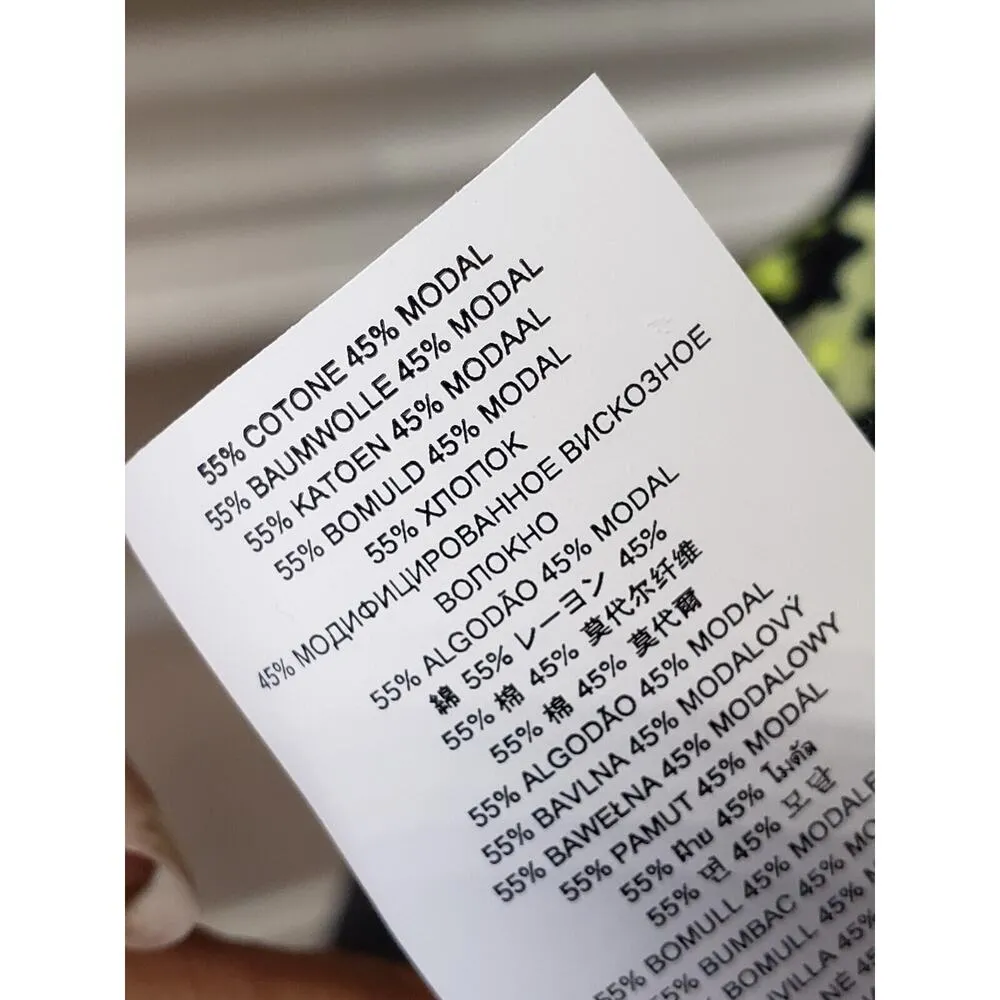 55% COTONE 45% MODAL
55% BAUMWOLLE 45% MODAL
55% KATOEN 45% MODAAL
55% BOMULD 45% MODAL
55% ХЛОПОК
45% МОДИФИЦИРОВАННОЕ ВИСКОЗНОЕ
ВОЛОКНО
55% ALGODÃO 45% MODAL
綿 55% レーヨン 45%
55% 棉 45% 莫代尔纤维
55% 棉 45% 莫代爾
55% ALGODÃO 45% MODAL
55% BAVLNA 45% MODALOVÝ
55% BAWEŁNA 45% MODALOWY
55% PAMUT 45% MODÁL
55% ฝ้าย 45% โมดัล
55% 면 45% 모달
55% BOMULL 45% MODALE
55% BUMBAC 45%
BOMULL 45%
45%